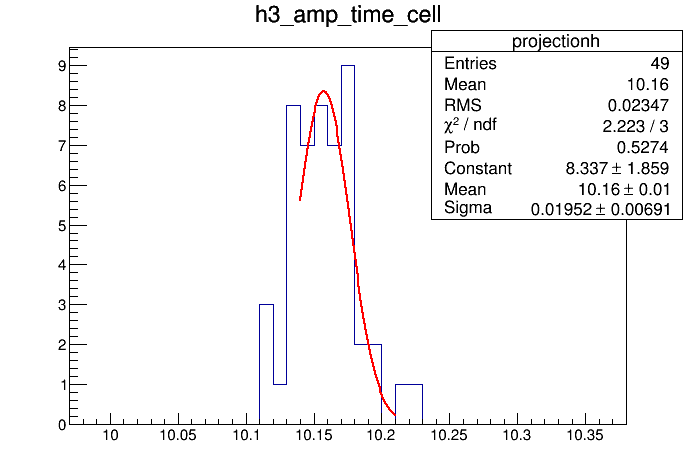 h3_amp_time_cell
projectionh
Entries 49
Mean 10.16
RMS 0.02347
χ² / ndf 2.223 / 3
Prob 0.5274
Constant 8.337 ± 1.859
Mean 10.16 ± 0.01
Sigma 0.01952 ± 0.00691
9
8
7
6
5
4
3
2
1
0
10 10.05 10.1 10.15 10.2 10.25 10.3 10.35